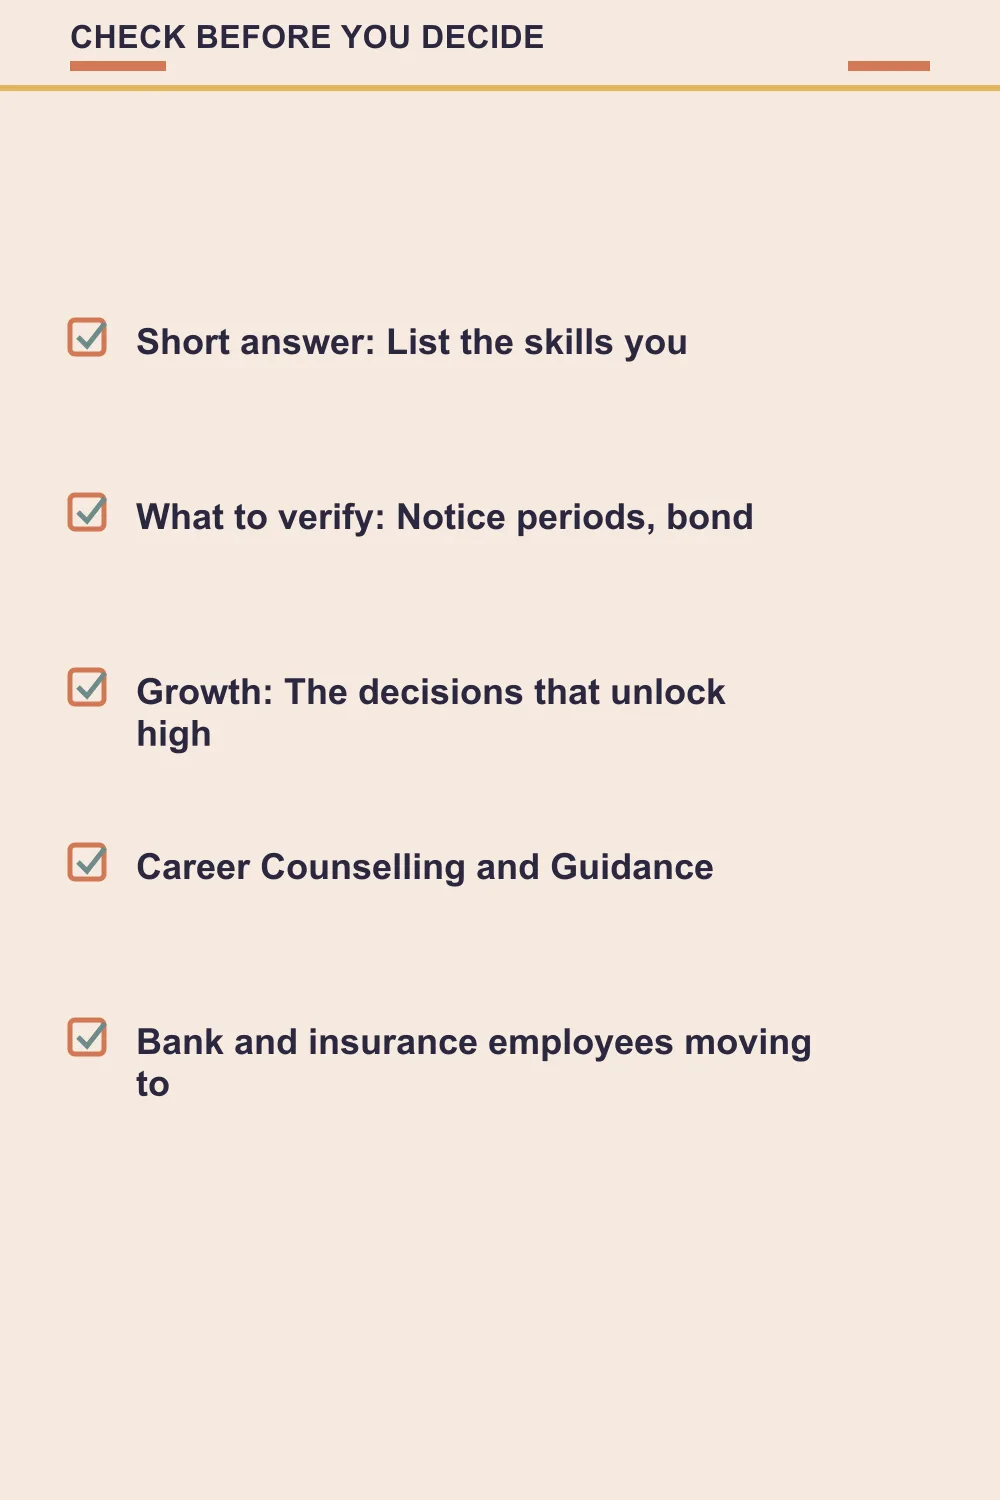 CHECK BEFORE YOU DECIDE
Short answer: List the skills you
What to verify: Notice periods, bond
Growth: The decisions that unlock
high
Career Counselling and Guidance
Bank and insurance employees moving
to